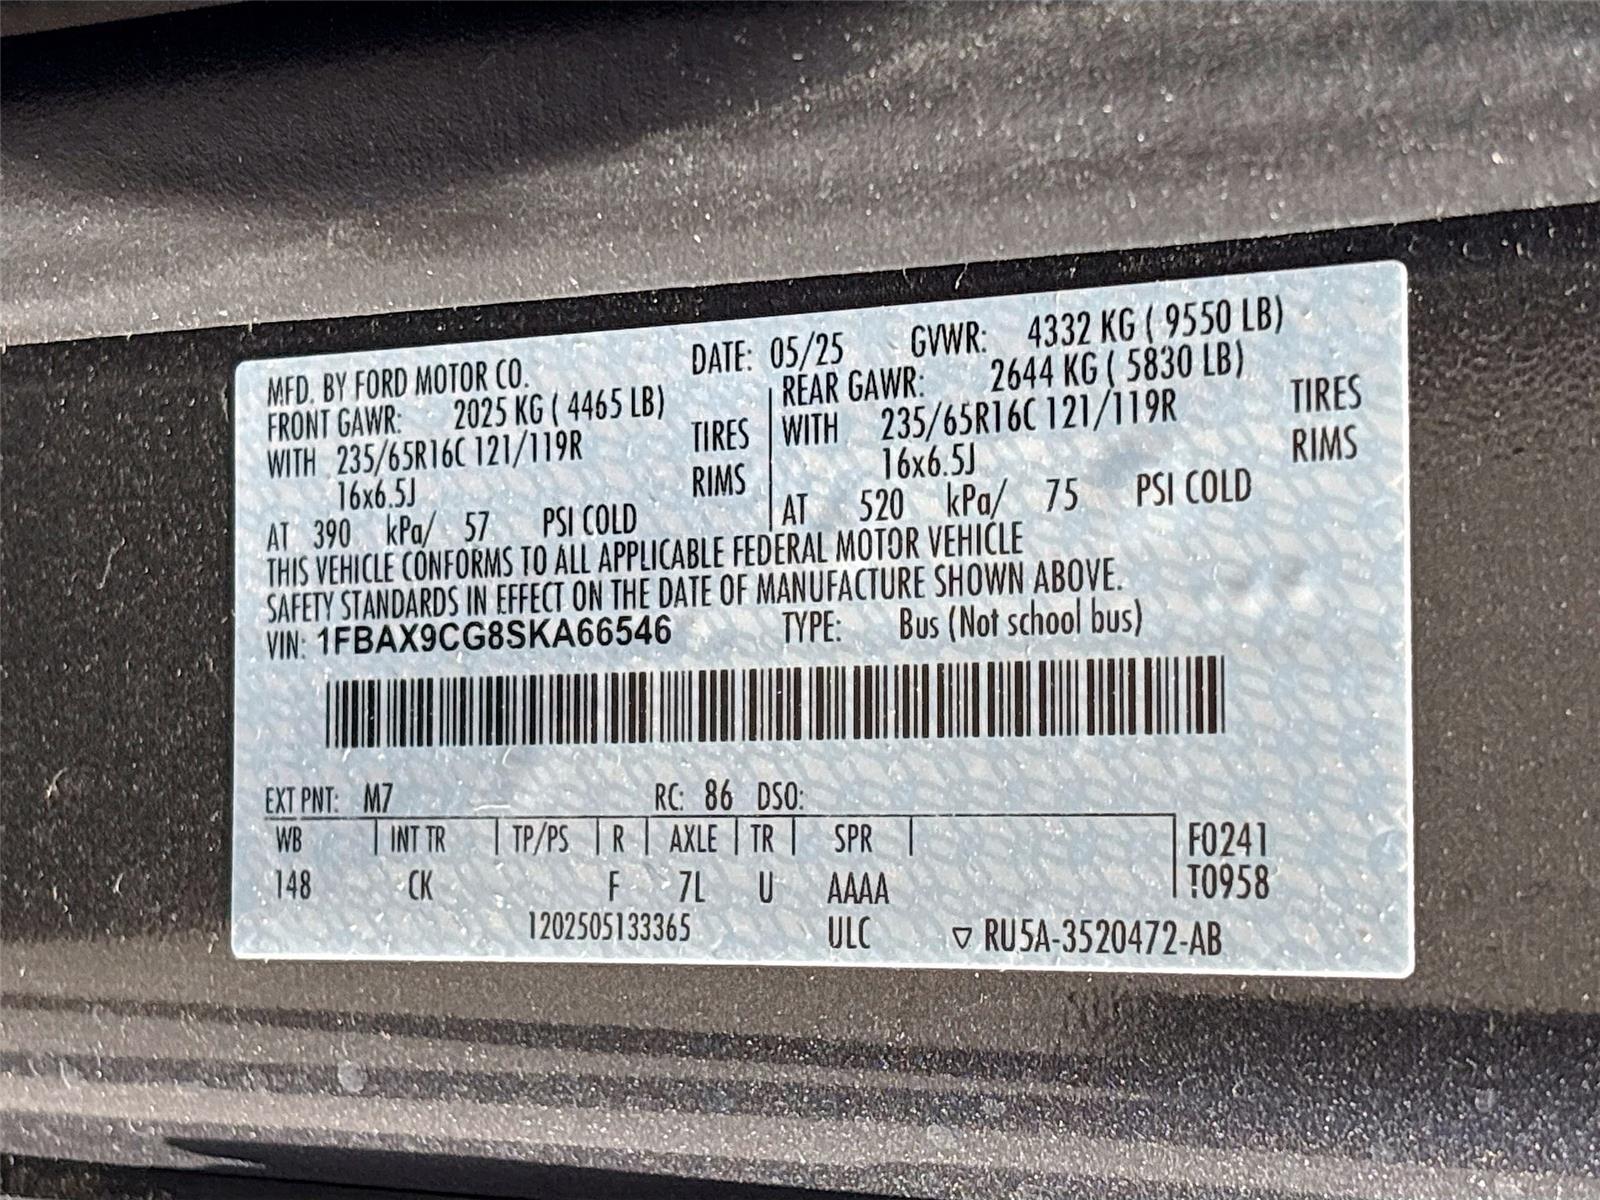 MFD. BY FORD MOTOR CO. DATE: 05/25 GVWR: 4332 KG ( 9550 LB)
FRONT GAWR: 2025 KG ( 4465 LB) REAR GAWR: 2644 KG ( 5830 LB)
WITH 235/65R16C 121/119R TIRES WITH 235/65R16C 121/119R TIRES
16x6.5J RIMS 16x6.5J RIMS
AT 390 kPa/ 57 PSI COLD AT 520 kPa/ 75 PSI COLD
THIS VEHICLE CONFORMS TO ALL APPLICABLE FEDERAL MOTOR VEHICLE
SAFETY STANDARDS IN EFFECT ON THE DATE OF MANUFACTURE SHOWN ABOVE.
VIN: 1FBAX9CG8SKA66546 TYPE: Bus (Not school bus)
EXT PNT: M7 RC: 86 DSO:
WB INT TR TP/PS R AXLE TR SPR F0241
148 CK F 7L U AAAA T0958
1202505133365 ULC ▽ RU5A-3520472-AB